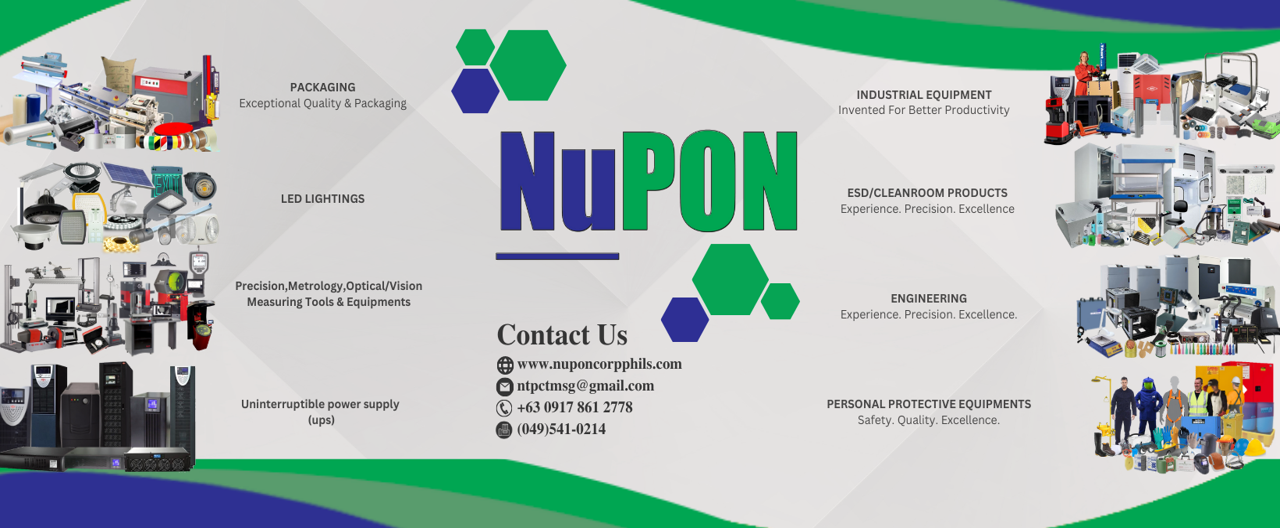 PACKAGING
Exceptional Quality & Packaging
LED LIGHTINGS
Precision,Metrology,Optical/Vision
Measuring Tools & Equipments
Uninterruptible power supply
(ups)
NuPON
Contact Us
www.nuponcorpphils.com
ntpctmsg@gmail.com
+63 0917 861 2778
(049)541-0214
INDUSTRIAL EQUIPMENT
Invented For Better Productivity
ESD/CLEANROOM PRODUCTS
Experience. Precision. Excellence
ENGINEERING
Experience. Precision. Excellence.
PERSONAL PROTECTIVE EQUIPMENTS
Safety. Quality. Excellence.
EXIT